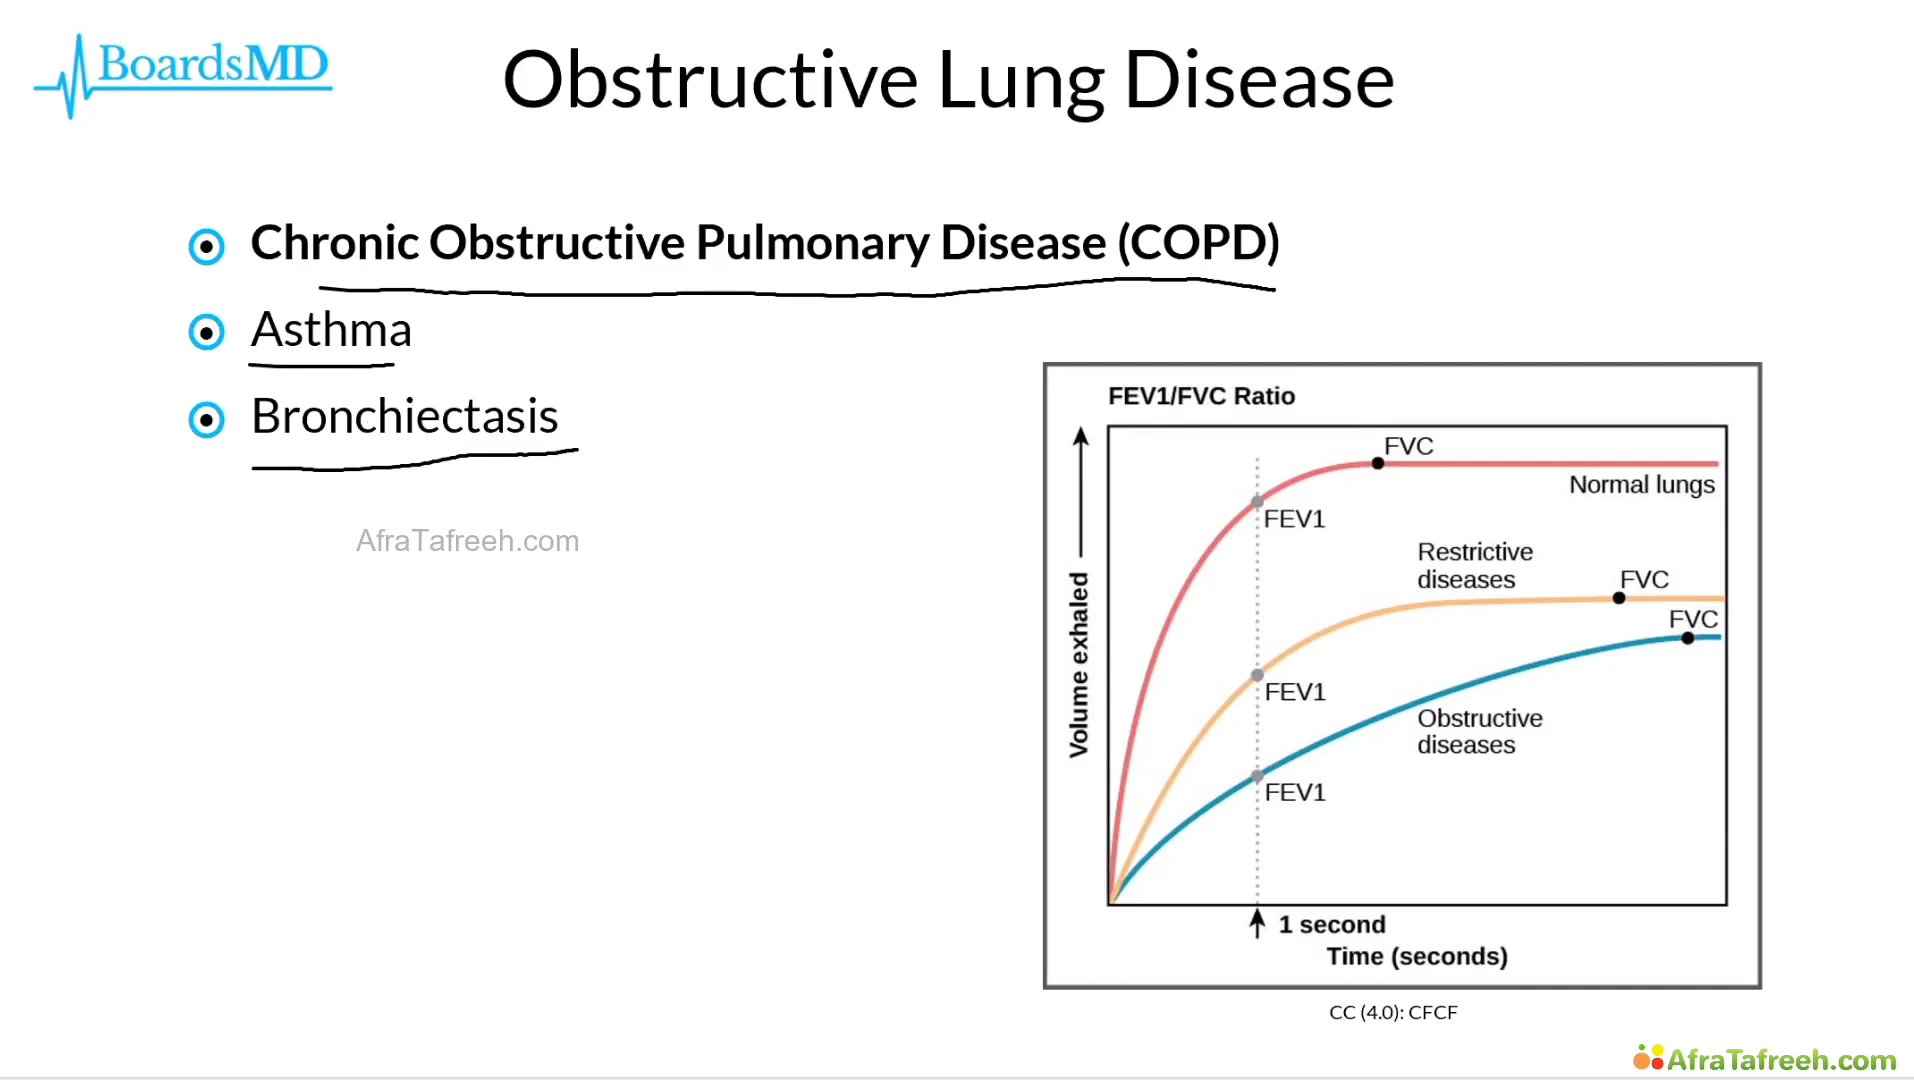 BoardsMD
Obstructive Lung Disease
Chronic Obstructive Pulmonary Disease (COPD)
Asthma
Bronchiectasis
AfraTafreeh.com
FEV1/FVC Ratio
FVC
Normal lungs
FEV1
Restrictive
diseases
FVC
FVC
FEV1
Obstructive
diseases
FEV1
Volume exhaled
1 second
Time (seconds)
CC (4.0): CFCF
AfraTafreeh.com